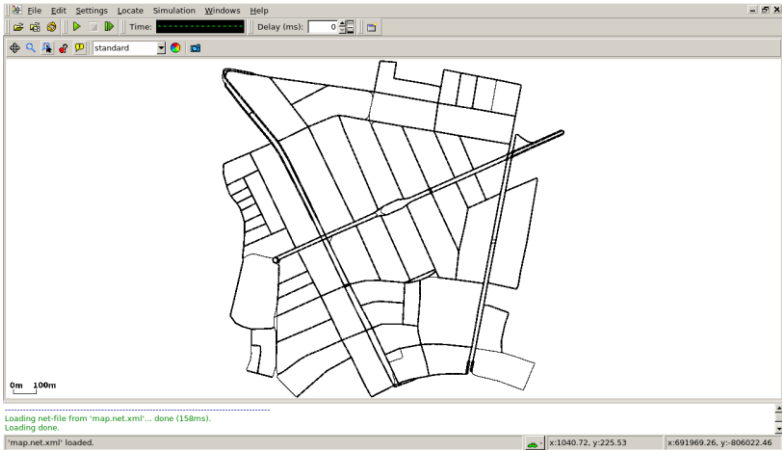 File Edit Settings Locate Simulation Windows Help
Time: Delay (ms): 0
standard
0m 100m
Loading net-file from 'map.net.xml'... done (158ms).
Loading done.
'map.net.xml' loaded. x:1040.72, y:225.53 x:691969.26, y:-806022.46